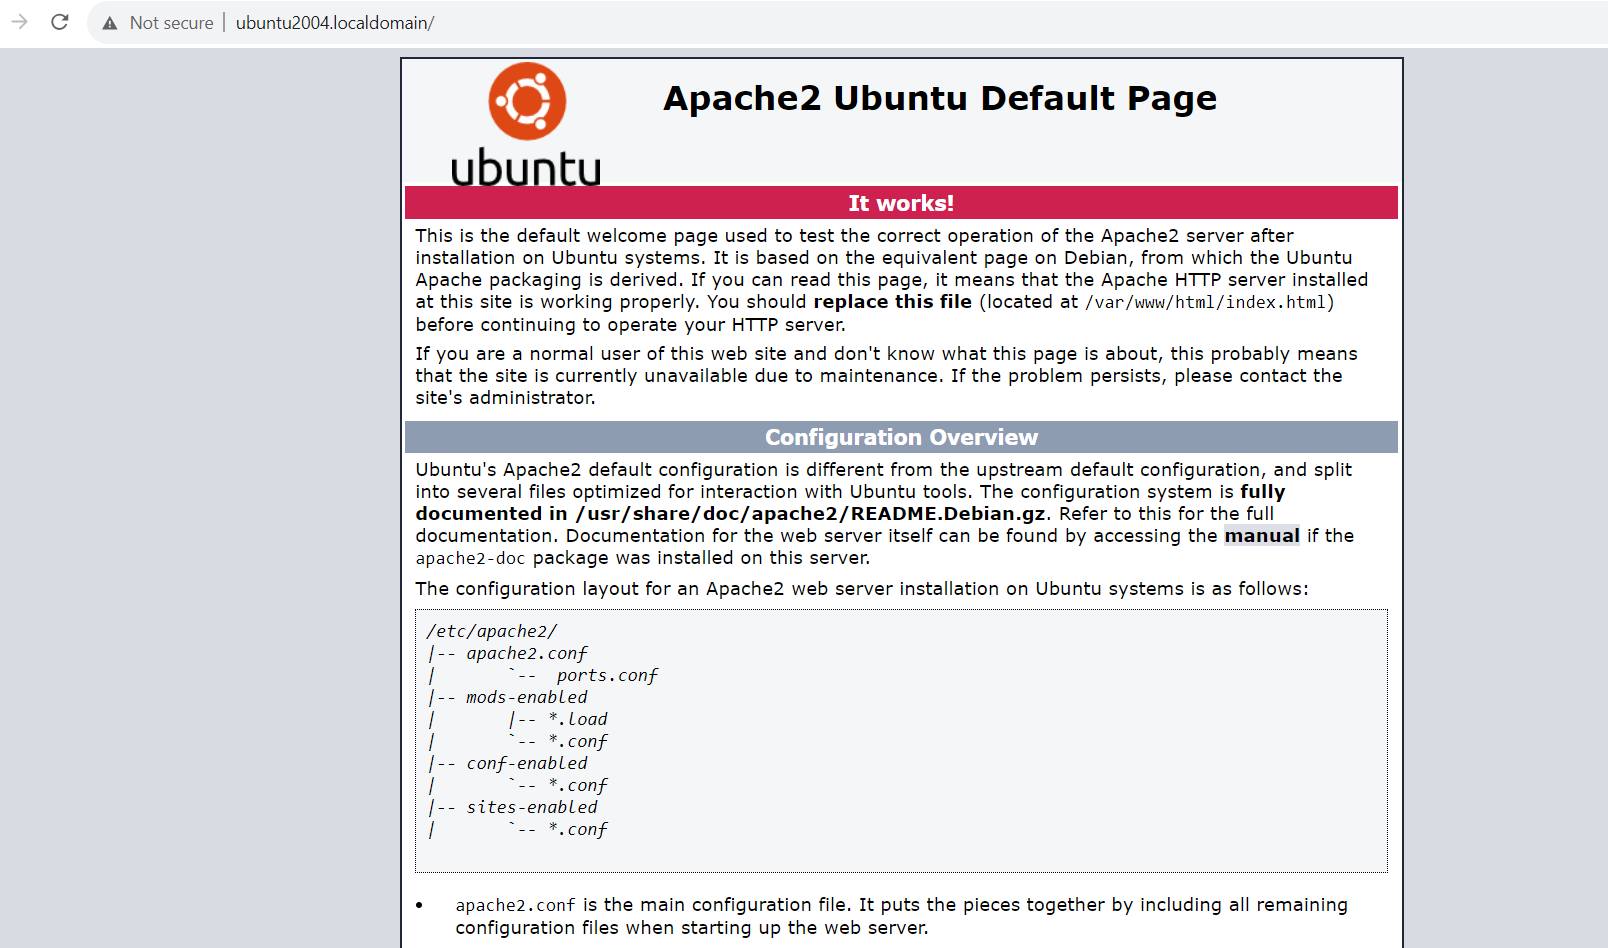 Not secure | ubuntu2004.localdomain/
ubuntu
Apache2 Ubuntu Default Page
It works!
This is the default welcome page used to test the correct operation of the Apache2 server after
installation on Ubuntu systems. It is based on the equivalent page on Debian, from which the Ubuntu
Apache packaging is derived. If you can read this page, it means that the Apache HTTP server installed
at this site is working properly. You should replace this file (located at /var/www/html/index.html)
before continuing to operate your HTTP server.
If you are a normal user of this web site and don't know what this page is about, this probably means
that the site is currently unavailable due to maintenance. If the problem persists, please contact the
site's administrator.
Configuration Overview
Ubuntu's Apache2 default configuration is different from the upstream default configuration, and split
into several files optimized for interaction with Ubuntu tools. The configuration system is fully
documented in /usr/share/doc/apache2/README.Debian.gz. Refer to this for the full
documentation. Documentation for the web server itself can be found by accessing the manual if the
apache2-doc package was installed on this server.
The configuration layout for an Apache2 web server installation on Ubuntu systems is as follows:
/etc/apache2/
|-- apache2.conf
|       `--  ports.conf
|-- mods-enabled
|       |-- *.load
|       `-- *.conf
|-- conf-enabled
|       `-- *.conf
|-- sites-enabled
|       `-- *.conf
• apache2.conf is the main configuration file. It puts the pieces together by including all remaining
configuration files when starting up the web server.